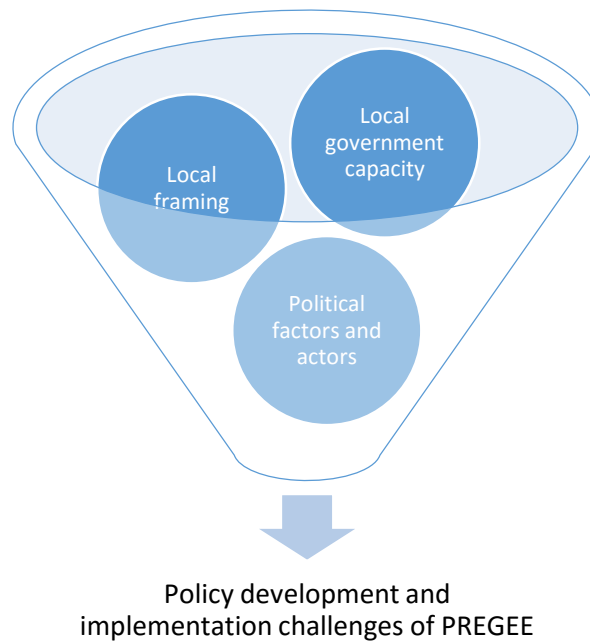 Local
government
capacity
Local
framing
Political
factors and
actors
Policy development and
implementation challenges of PREGEE